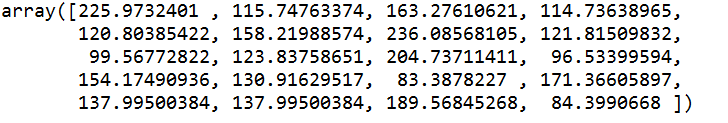 array([225.9732401 , 115.74763374, 163.27610621, 114.73638965,
120.80385422, 158.21988574, 236.08568105, 121.81509832,
99.56772822, 123.83758651, 204.73711411, 96.53399594,
154.17490936, 130.91629517, 83.3878227 , 171.36605897,
137.99500384, 137.99500384, 189.56845268, 84.3990668 ])